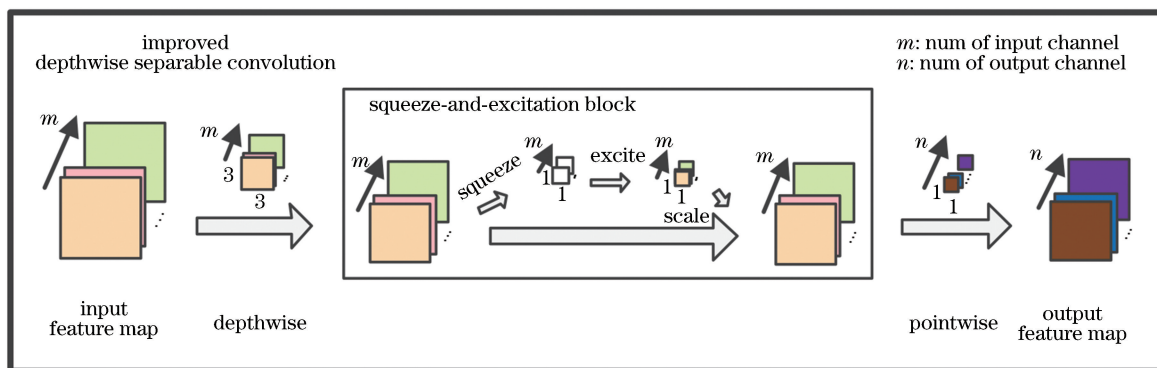 improved
depthwise separable convolution
m: num of input channel
n: num of output channel
squeeze-and-excitation block
m
m
3
3
m
squeeze
m
1
1
excite
m
1
1
scale
m
n
1
1
n
input
feature map
depthwise
pointwise
output
feature map